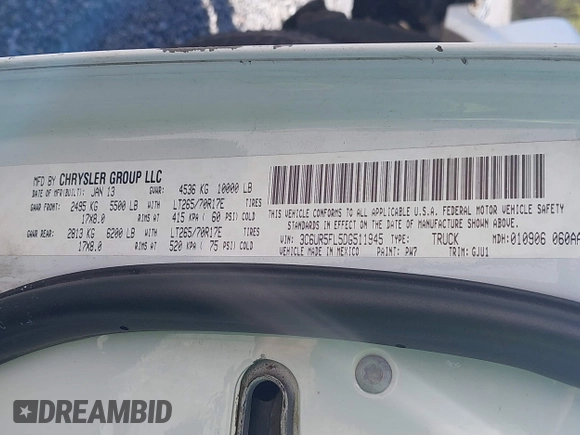 MFD BY CHRYSLER GROUP LLC
DATE OF MFR(BUILT): JAN 13 GVWR: 4536 KG 10000 LB
GAWR FRONT: 2495 KG 5500 LB LT265/70R17E TIRES
17X8.0 RIMS AT 415 KPA ( 60 PSI) COLD
GAWR REAR: 2813 KG 6200 LB LT265/70R17E TIRES
17X8.0 RIMS AT 520 KPA ( 75 PSI) COLD
THIS VEHICLE CONFORMS TO ALL APPLICABLE U.S.A. FEDERAL MOTOR VEHICLE SAFETY
STANDARDS IN EFFECT ON THE DATE OF MANUFACTURE SHOWN ABOVE.
VIN: 3C6UR5FL5DG511945 TYPE: TRUCK MDH: 010906 060AA
VEHICLE MADE IN MEXICO PAINT: PW7 TRIM: GJU1
DREAMBID